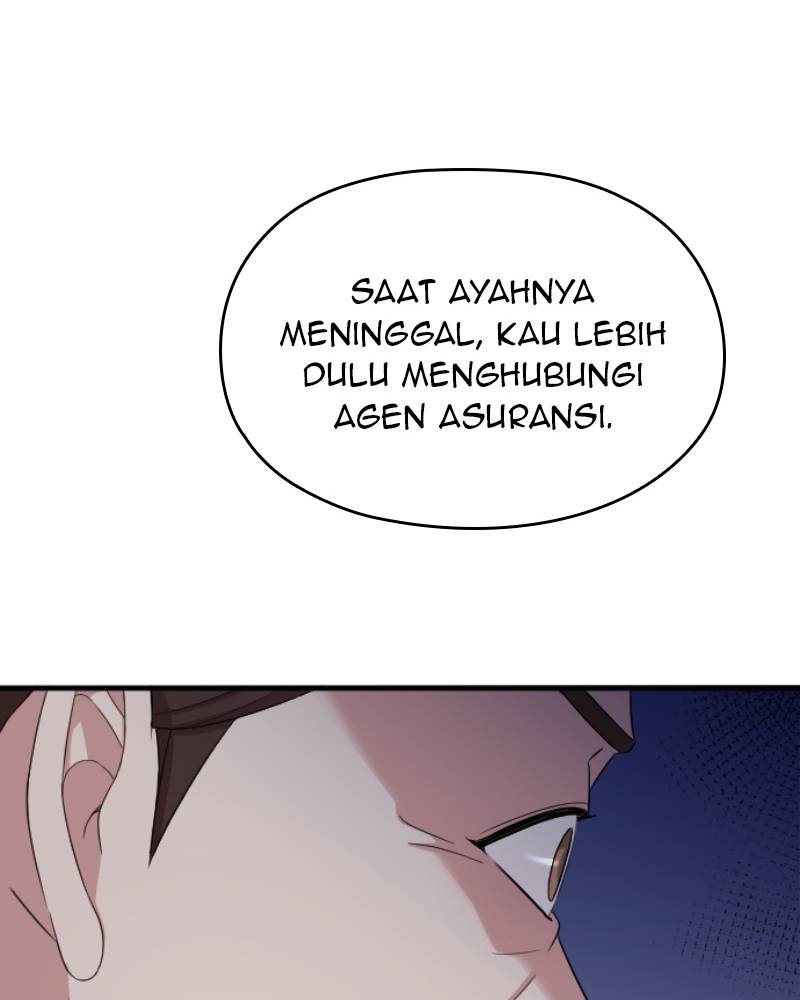 SAAT AYAHNYA
MENINGGAL, KAU LEBIH
DULU MENGHUBUNGI
AGEN ASURANSI.